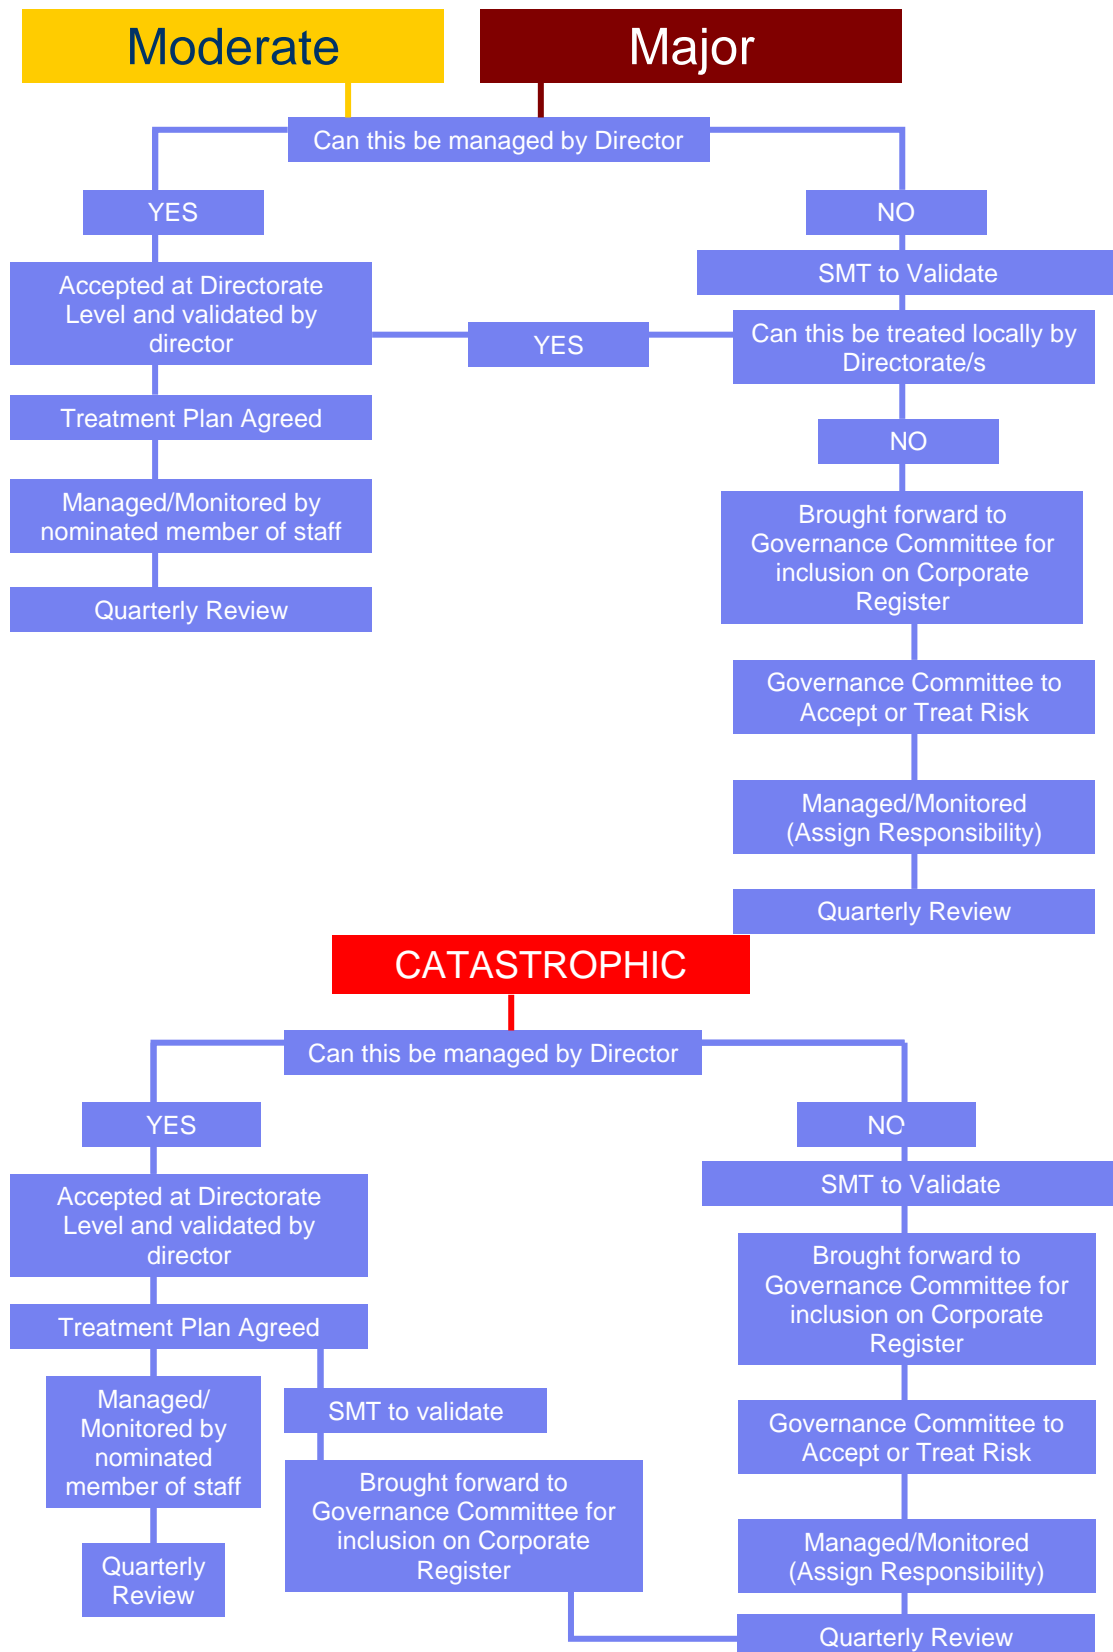 Moderate
Major
Can this be managed by Director
YES
NO
Accepted at Directorate
Level and validated by
director
SMT to Validate
YES
Can this be treated locally by
Directorate/s
Treatment Plan Agreed
NO
Managed/Monitored by
nominated member of staff
Brought forward to
Governance Committee for
inclusion on Corporate
Register
Quarterly Review
Governance Committee to
Accept or Treat Risk
Managed/Monitored
(Assign Responsibility)
Quarterly Review
CATASTROPHIC
Can this be managed by Director
YES
NO
Accepted at Directorate
Level and validated by
director
SMT to Validate
Brought forward to
Governance Committee for
inclusion on Corporate
Register
Treatment Plan Agreed
Managed/
Monitored by
nominated
member of staff
SMT to validate
Governance Committee to
Accept or Treat Risk
Brought forward to
Governance Committee for
inclusion on Corporate
Register
Managed/Monitored
(Assign Responsibility)
Quarterly
Review
Quarterly Review